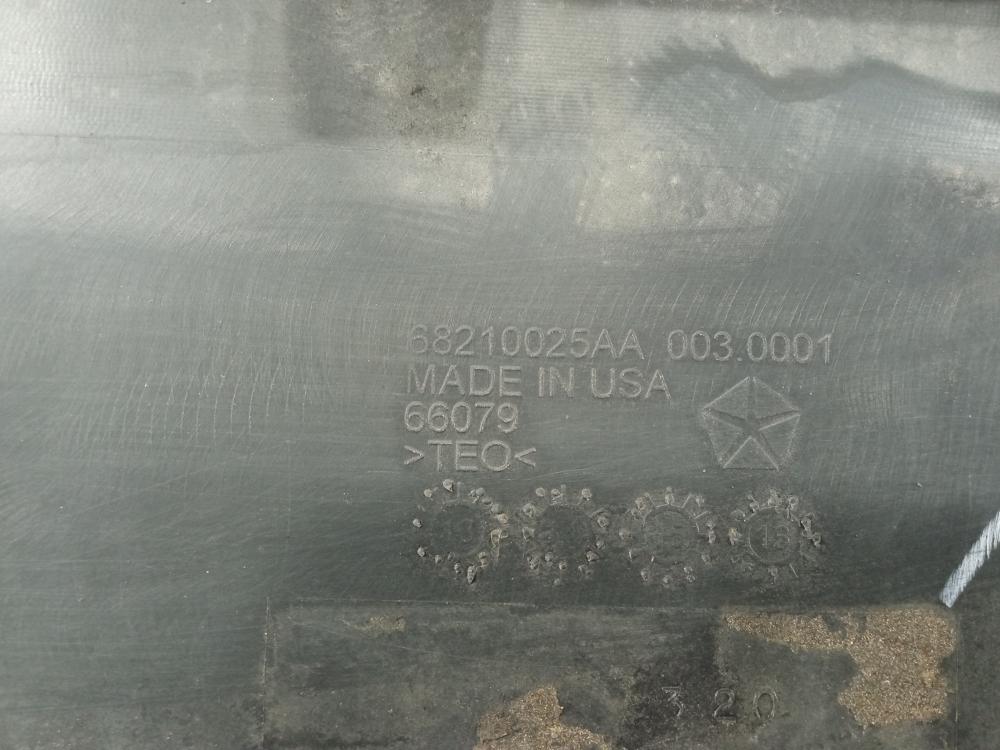 68210025AA 003.0001
MADE IN USA
66079
>TEO<
320